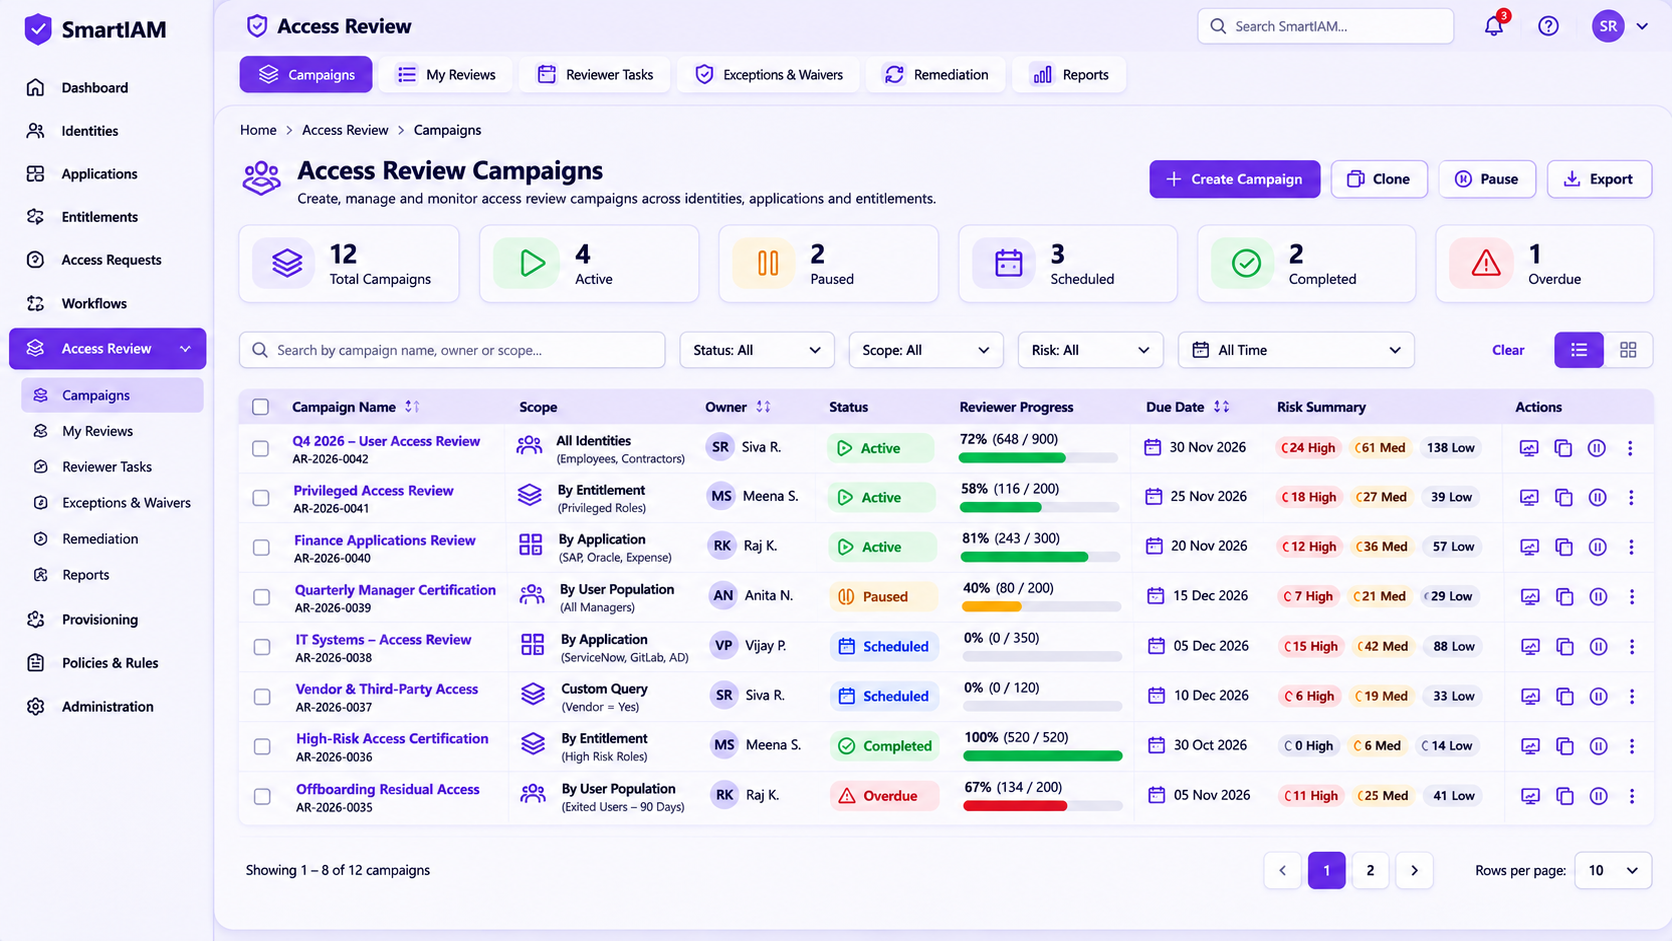 SmartIAM
Dashboard
Identities
Applications
Entitlements
Access Requests
Workflows
Access Review
Campaigns
My Reviews
Reviewer Tasks
Exceptions & Waivers
Remediation
Reports
Provisioning
Policies & Rules
Administration
Access Review
Search SmartIAM...
3
SR
Campaigns
My Reviews
Reviewer Tasks
Exceptions & Waivers
Remediation
Reports
Home > Access Review > Campaigns
Access Review Campaigns
Create, manage and monitor access review campaigns across identities, applications and entitlements.
+ Create Campaign
Clone
Pause
Export
12
Total Campaigns
4
Active
2
Paused
3
Scheduled
2
Completed
1
Overdue
Search by campaign name, owner or scope...
Status: All
Scope: All
Risk: All
All Time
Clear
Campaign Name Scope Owner Status Reviewer Progress Due Date Risk Summary Actions
Q4 2026 – User Access Review All Identities SR Siva R. Active 72% (648 / 900) 30 Nov 2026 24 High 61 Med 138 Low
AR-2026-0042 (Employees, Contractors)
Privileged Access Review By Entitlement MS Meena S. Active 58% (116 / 200) 25 Nov 2026 18 High 27 Med 39 Low
AR-2026-0041 (Privileged Roles)
Finance Applications Review By Application RK Raj K. Active 81% (243 / 300) 20 Nov 2026 12 High 36 Med 57 Low
AR-2026-0040 (SAP, Oracle, Expense)
Quarterly Manager Certification By User Population AN Anita N. Paused 40% (80 / 200) 15 Dec 2026 7 High 21 Med 29 Low
AR-2026-0039 (All Managers)
IT Systems – Access Review By Application VP Vijay P. Scheduled 0% (0 / 350) 05 Dec 2026 15 High 42 Med 88 Low
AR-2026-0038 (ServiceNow, GitLab, AD)
Vendor & Third-Party Access Custom Query SR Siva R. Scheduled 0% (0 / 120) 10 Dec 2026 6 High 19 Med 33 Low
AR-2026-0037 (Vendor = Yes)
High-Risk Access Certification By Entitlement MS Meena S. Completed 100% (520 / 520) 30 Oct 2026 0 High 6 Med 14 Low
AR-2026-0036 (High Risk Roles)
Offboarding Residual Access By User Population RK Raj K. Overdue 67% (134 / 200) 05 Nov 2026 11 High 25 Med 41 Low
AR-2026-0035 (Exited Users – 90 Days)
Showing 1 – 8 of 12 campaigns
1 2
Rows per page: 10